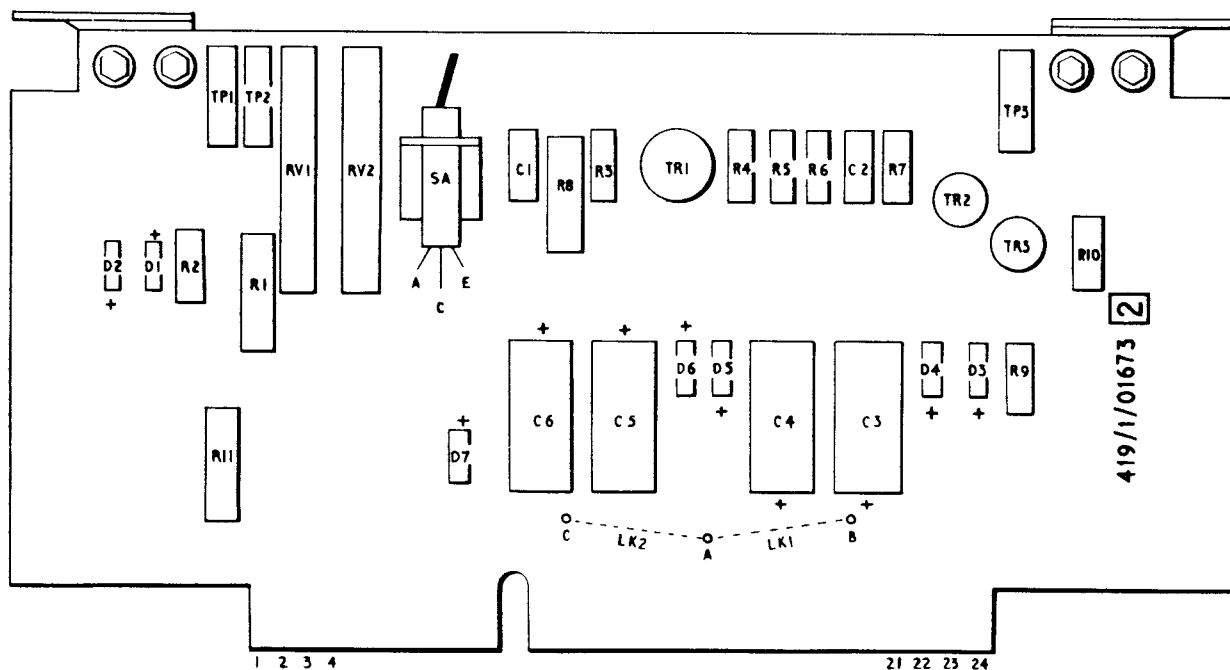 TP1 TP2 RV1 RV2 SA C1 R8 R3 TR1 R4 R5 R6 C2 R7 TP3
TR2
TR3
D2 D1 R2 R1 R10
+
+
A E
C
2
419/1/01673
+ + +
D6 D5 D4 D3 R9
+ + +
C6 C5 C4 C3
R11
+
D7
+ +
C LK2 A LK1 B
1 2 3 4 21 22 23 24